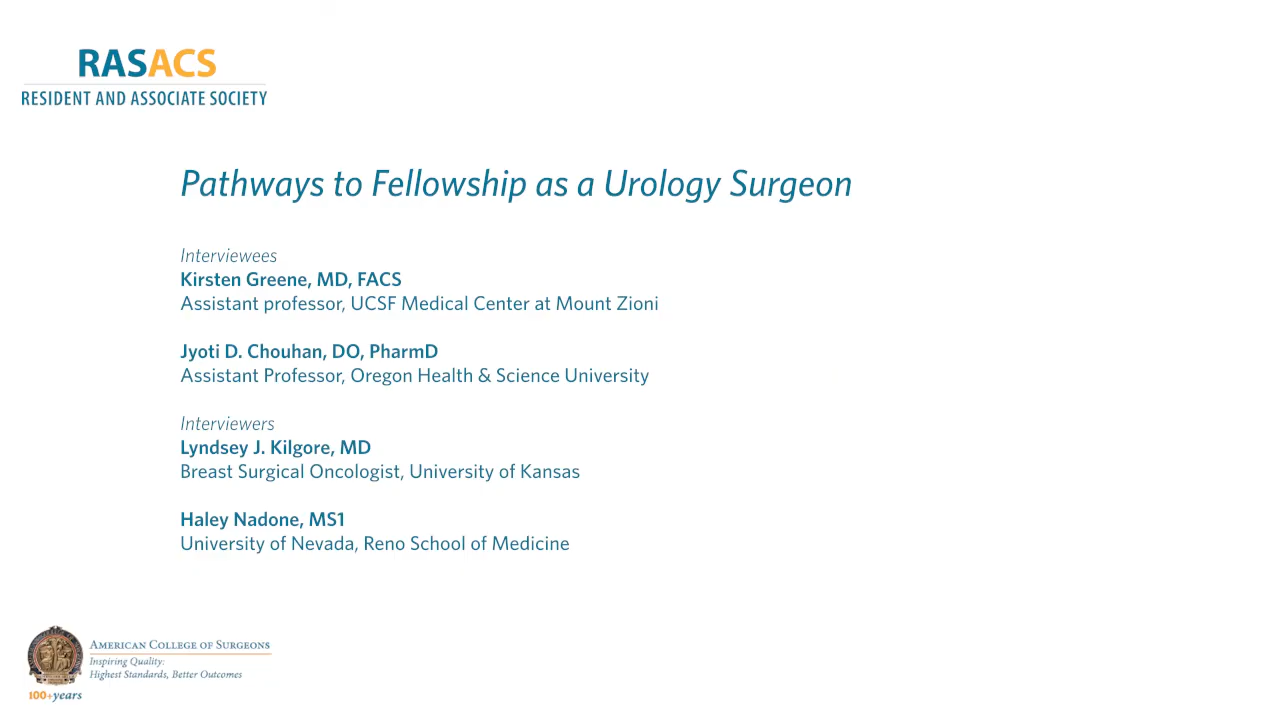 RASACS
RESIDENT AND ASSOCIATE SOCIETY
Pathways to Fellowship as a Urology Surgeon
Interviewees
Kirsten Greene, MD, FACS
Assistant professor, UCSF Medical Center at Mount Zioni
Jyoti D. Chouhan, DO, PharmD
Assistant Professor, Oregon Health & Science University
Interviewers
Lyndsey J. Kilgore, MD
Breast Surgical Oncologist, University of Kansas
Haley Nadone, MS1
University of Nevada, Reno School of Medicine
AMERICAN COLLEGE OF SURGEONS
Inspiring Quality:
Highest Standards, Better Outcomes
100+years